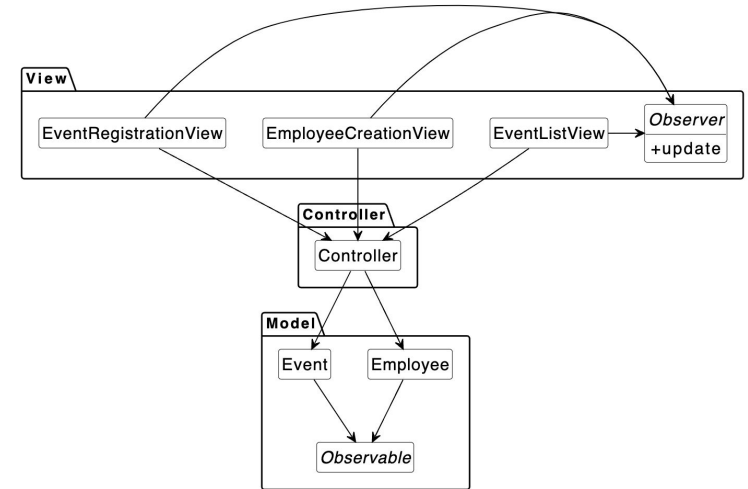 View
EventRegistrationView
EmployeeCreationView
EventListView
Observer
+update
Controller
Controller
Model
Event
Employee
Observable